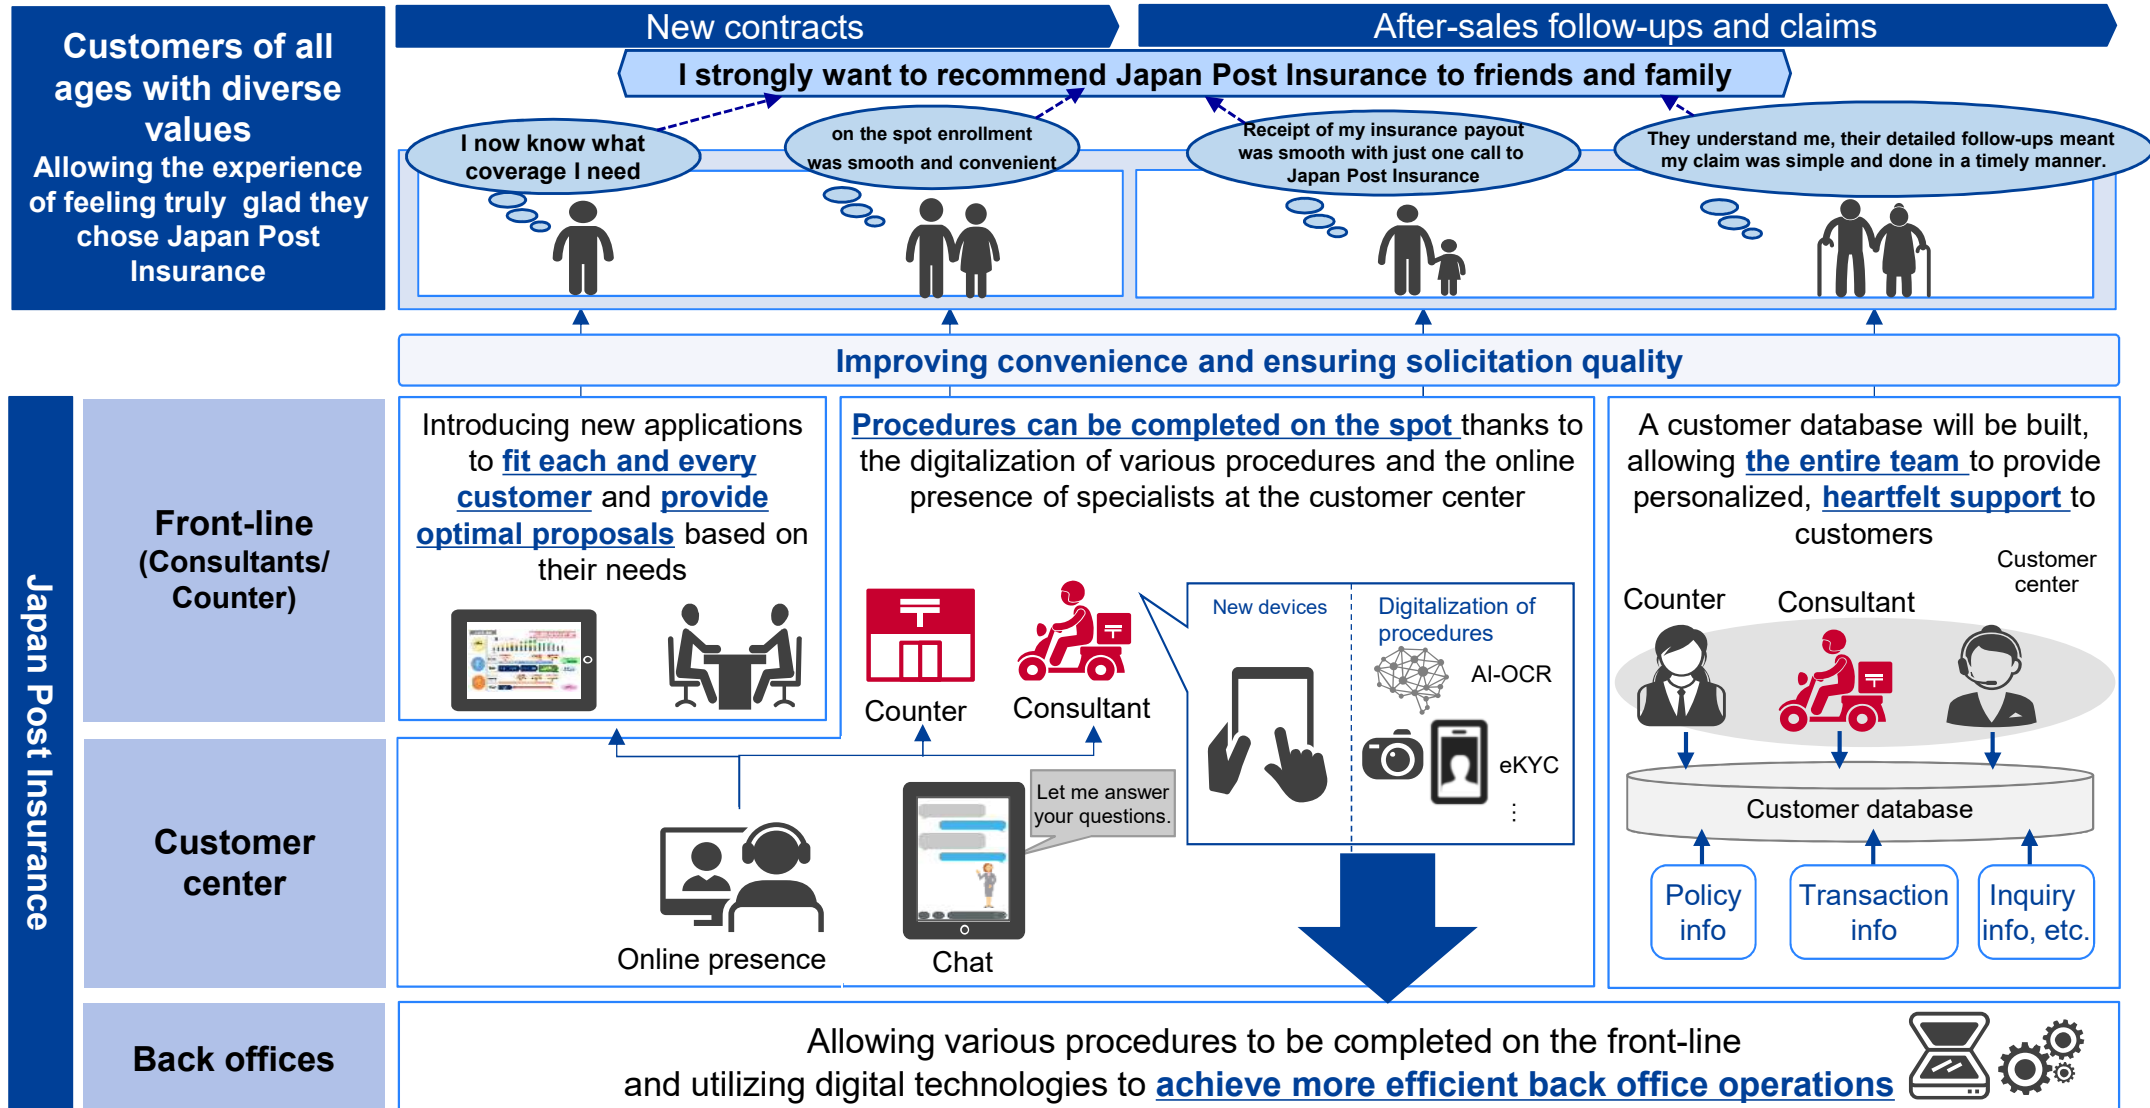 Customers of all
ages with diverse
values
Allowing the experience
of feeling truly glad they
chose Japan Post
Insurance
New contracts
After-sales follow-ups and claims
I strongly want to recommend Japan Post Insurance to friends and family
I now know what
coverage I need
on the spot enrollment
was smooth and convenient
Receipt of my insurance payout
was smooth with just one call to
Japan Post Insurance
They understand me, their detailed follow-ups meant
my claim was simple and done in a timely manner.
Improving convenience and ensuring solicitation quality
Japan Post Insurance
Front-line
(Consultants/
Counter)
Introducing new applications
to fit each and every
customer and provide
optimal proposals based on
their needs
Procedures can be completed on the spot thanks to
the digitalization of various procedures and the online
presence of specialists at the customer center
Counter
Consultant
New devices
Digitalization of
procedures
AI-OCR
eKYC
⋮
A customer database will be built,
allowing the entire team to provide
personalized, heartfelt support to
customers
Counter
Consultant
Customer
center
Customer database
Policy
info
Transaction
info
Inquiry
info, etc.
Customer
center
Online presence
Chat
Let me answer
your questions.
Back offices
Allowing various procedures to be completed on the front-line
and utilizing digital technologies to achieve more efficient back office operations